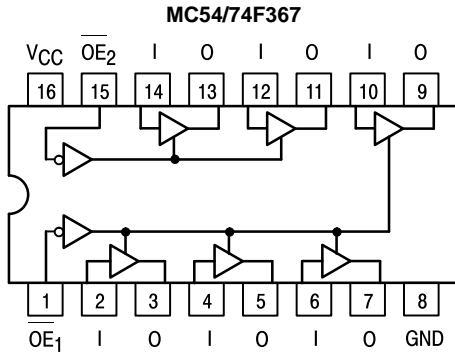 MC54/74F367
VCC OE2 I O I O I O
16 15 14 13 12 11 10 9
1 2 3 4 5 6 7 8
OE1 I O I O I O GND